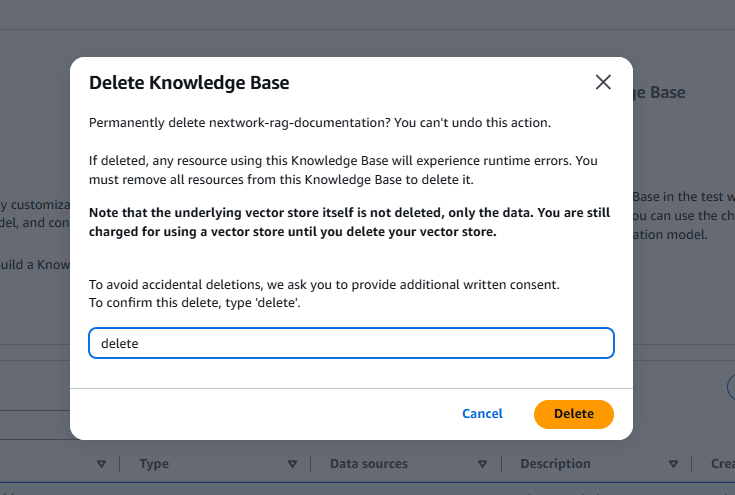 Delete Knowledge Base
Permanently delete nextwork-rag-documentation? You can't undo this action.
If deleted, any resource using this Knowledge Base will experience runtime errors. You
must remove all resources from this Knowledge Base to delete it.
Note that the underlying vector store itself is not deleted, only the data. You are still
charged for using a vector store until you delete your vector store.
To avoid accidental deletions, we ask you to provide additional written consent.
To confirm this delete, type 'delete'.
delete
Cancel
Delete
ge Base
y customiza
del, and con
uild a Know
Base in the test w
ou can use the ch
ation model.
Type
Data sources
Description
Crea